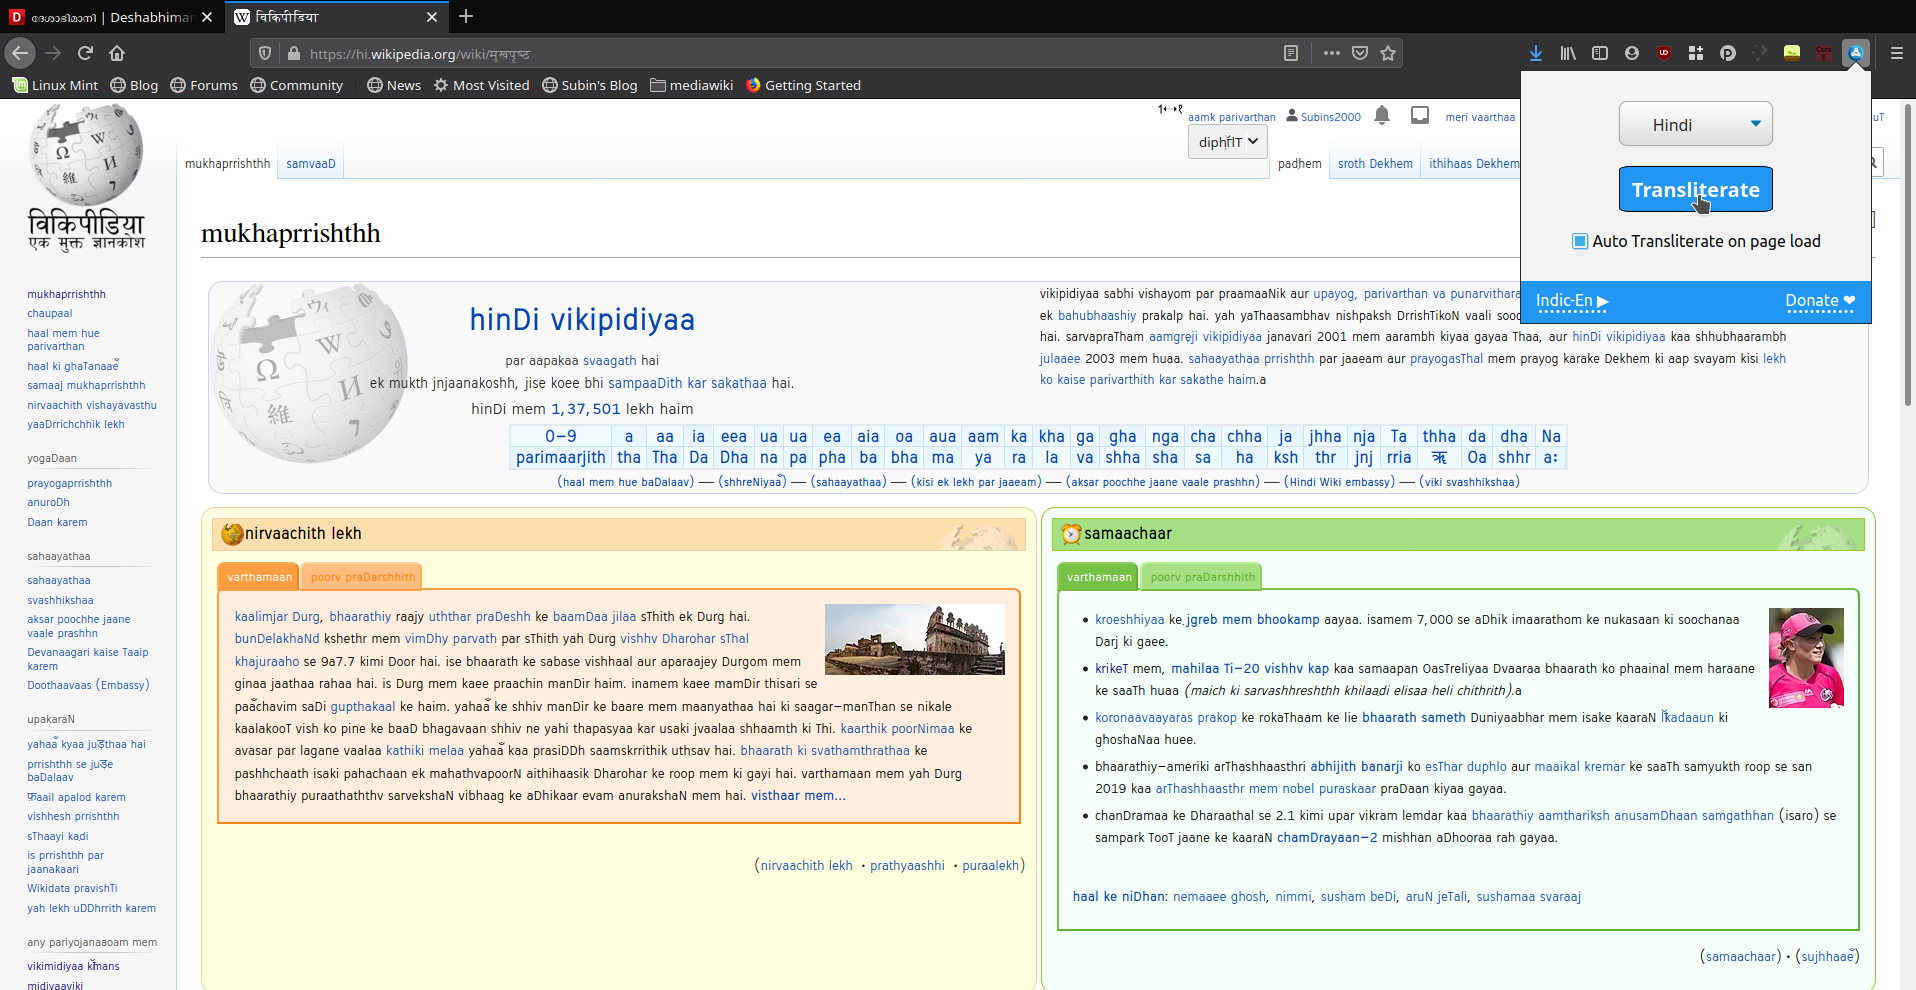 ദേശാഭിമാനി | Deshabhiman
विकिपीडिया
https://hi.wikipedia.org/wiki/मुखपृष्ठ
Linux Mint Blog Forums Community News Most Visited Subin's Blog mediawiki Getting Started
Hindi
Transliterate
Auto Transliterate on page load
Indic-En ▶ Donate ❤
aamk parivarthan Subins2000 meri vaarthaa
mukhaprrishthh samvaaD
padhem sroth Dekhem ithihaas Dekhem
विकिपीडिया
एक मुक्त ज्ञानकोश
mukhaprrishthh
chaupaal
haal mem hue
parivarthan
haal ki ghaTanaaएँ
samaaj mukhaprrishthh
nirvaachith vishayavasthu
yaaDrrichchhik lekh
yogaDaan
prayogaprrishthh
anuroDh
Daan karem
sahaayathaa
sahaayathaa
svashhikshaa
aksar poochhe jaane
vaale prashhn
Devanaagari kaise Taaip
karem
Doothaavaas (Embassy)
upakaraN
prrishthh se juड़e
baDalaav
फ़aail apalod karem
vishhesh prrishthh
sThaayi kadi
is prrishthh par
jaanakaari
Wikidata pravishTi
yah lekh uDDhrrith karem
any pariyojanaaoam mem
midiyaaviki
mukhaprrishthh
hinDi vikipidiyaa
par aapakaa svaagath hai
ek mukth jnjaanakoshh, jise koee bhi sampaaDith kar sakathaa hai.
hinDi mem 1,37,501 lekh haim
vikipidiyaa sabhi vishayom par praamaaNik aur upayog, parivarthan va punarvithara
ek bahubhaashiy prakalp hai. yah yaThaasambhav nishpaksh DrrishTikoN vaali sooc
hai. sarvapraTham aamgreji vikipidiyaa janavari 2001 mem aarambh kiyaa gayaa Thaa, aur hinDi vikipidiyaa kaa shhubhaarambh
julaaee 2003 mem huaa. sahaayathaa prrishthh par jaaeam aur prayogasThal mem prayog karake Dekhem ki aap svayam kisi lekh
ko kaise parivarthith kar sakathe haim.a
0–9 a aa ia eea ua ua ea aia oa aua aam ka kha ga gha nga cha chha ja jhha nja Ta thha da dha Na
parimaarjith tha Tha Da Dha na pa pha ba bha ma ya ra la va shha sha sa ha ksh thr jnj rria ॠ Oa shhr a:
(haal mem hue baDalaav) — (shhreNiyaaँ) — (sahaayathaa) — (kisi ek lekh par jaaeam) — (aksar poochhe jaane vaale prashhn) — (Hindi Wiki embassy) — (viki svashhikshaa)
nirvaachith lekh
varthamaan poorv praDarshhith
kaalimjar Durg, bhaarathiy raajy uththar praDeshh ke baamDaa jilaa sThith ek Durg hai.
bunDelakhaND kshethr mem vimDhy parvath par sThith yah Durg vishhv Dharohar sThal
khajuraaho se 9a7.7 kimi Door hai. ise bhaarath ke sabase vishhaal aur aparaajey Durgom mem
ginaa jaathaa rahaa hai. is Durg mem kaee praachin manDir haim. inamem kaee mamDir thisari se
paaँchavim saDi gupthakaal ke haim. yahaaँ ke shhiv manDir ke baare mem maanyathaa hai ki saagar–manThan se nikale
kaalakooT vish ko pine ke baaD bhagavaan shhiv ne yahi thapasyaa kar usaki jvaalaa shhaamth ki Thi. kaarthik poorNimaa ke
avasar par lagane vaalaa kathiki melaa yahaaँ kaa prasiDDh saamskrrithik uthsav hai. bhaarath ki svathamthrathaa ke
pashhchaath isaki pahachaan ek mahathvapoorN aithihaasik Dharohar ke roop mem ki gayi hai. varthamaan mem yah Durg
bhaarathiy puraathaththv sarvekshaN vibhaag ke aDhikaar evam anurakshaN mem hai. visthaar mem...
(nirvaachith lekh • prathyaashhi • puraalekh)
samaachaar
varthamaan poorv praDarshhith
kroeshhiyaa ke jgreb mem bhookamp aayaa. isamem 7,000 se aDhik imaarathom ke nukasaan ki soochanaa
Darj ki gaee.
krikeT mem, mahilaa Ti–20 vishhv kap kaa samaapan OasTreliyaa Dvaaraa bhaarath ko phaainal mem haraane
ke saaTh huaa (maich ki sarvashhreshthh khilaadi elisaa heli chithrith).a
koronaavaayaras prakop ke rokaThaam ke lie bhaarath sameth Duniyaabhar mem isake kaaraN लॉkadaaun ki
ghoshaNaa huee.
bhaarathiy–ameriki arThashhaasthri abhijith banarji ko esThar duphlo aur maaikal kremar ke saaTh samyukth roop se san
2019 kaa arThashhaasthr mem nobel puraskaar praDaan kiyaa gayaa.
chanDramaa ke Dharaathal se 2.1 kimi upar vikram lemdar kaa bhaarathiy aamthariksh anusamDhaan samgathhan (isaro) se
sampark TooT jaane ke kaaraN chamDrayaan–2 mishhan aDhooraa rah gayaa.
haal ke niDhan: nemaaee ghosh, nimmi, susham beDi, aruN jeTali, sushamaa svaraaj
(samaachaar) • (sujhhaaएँ)